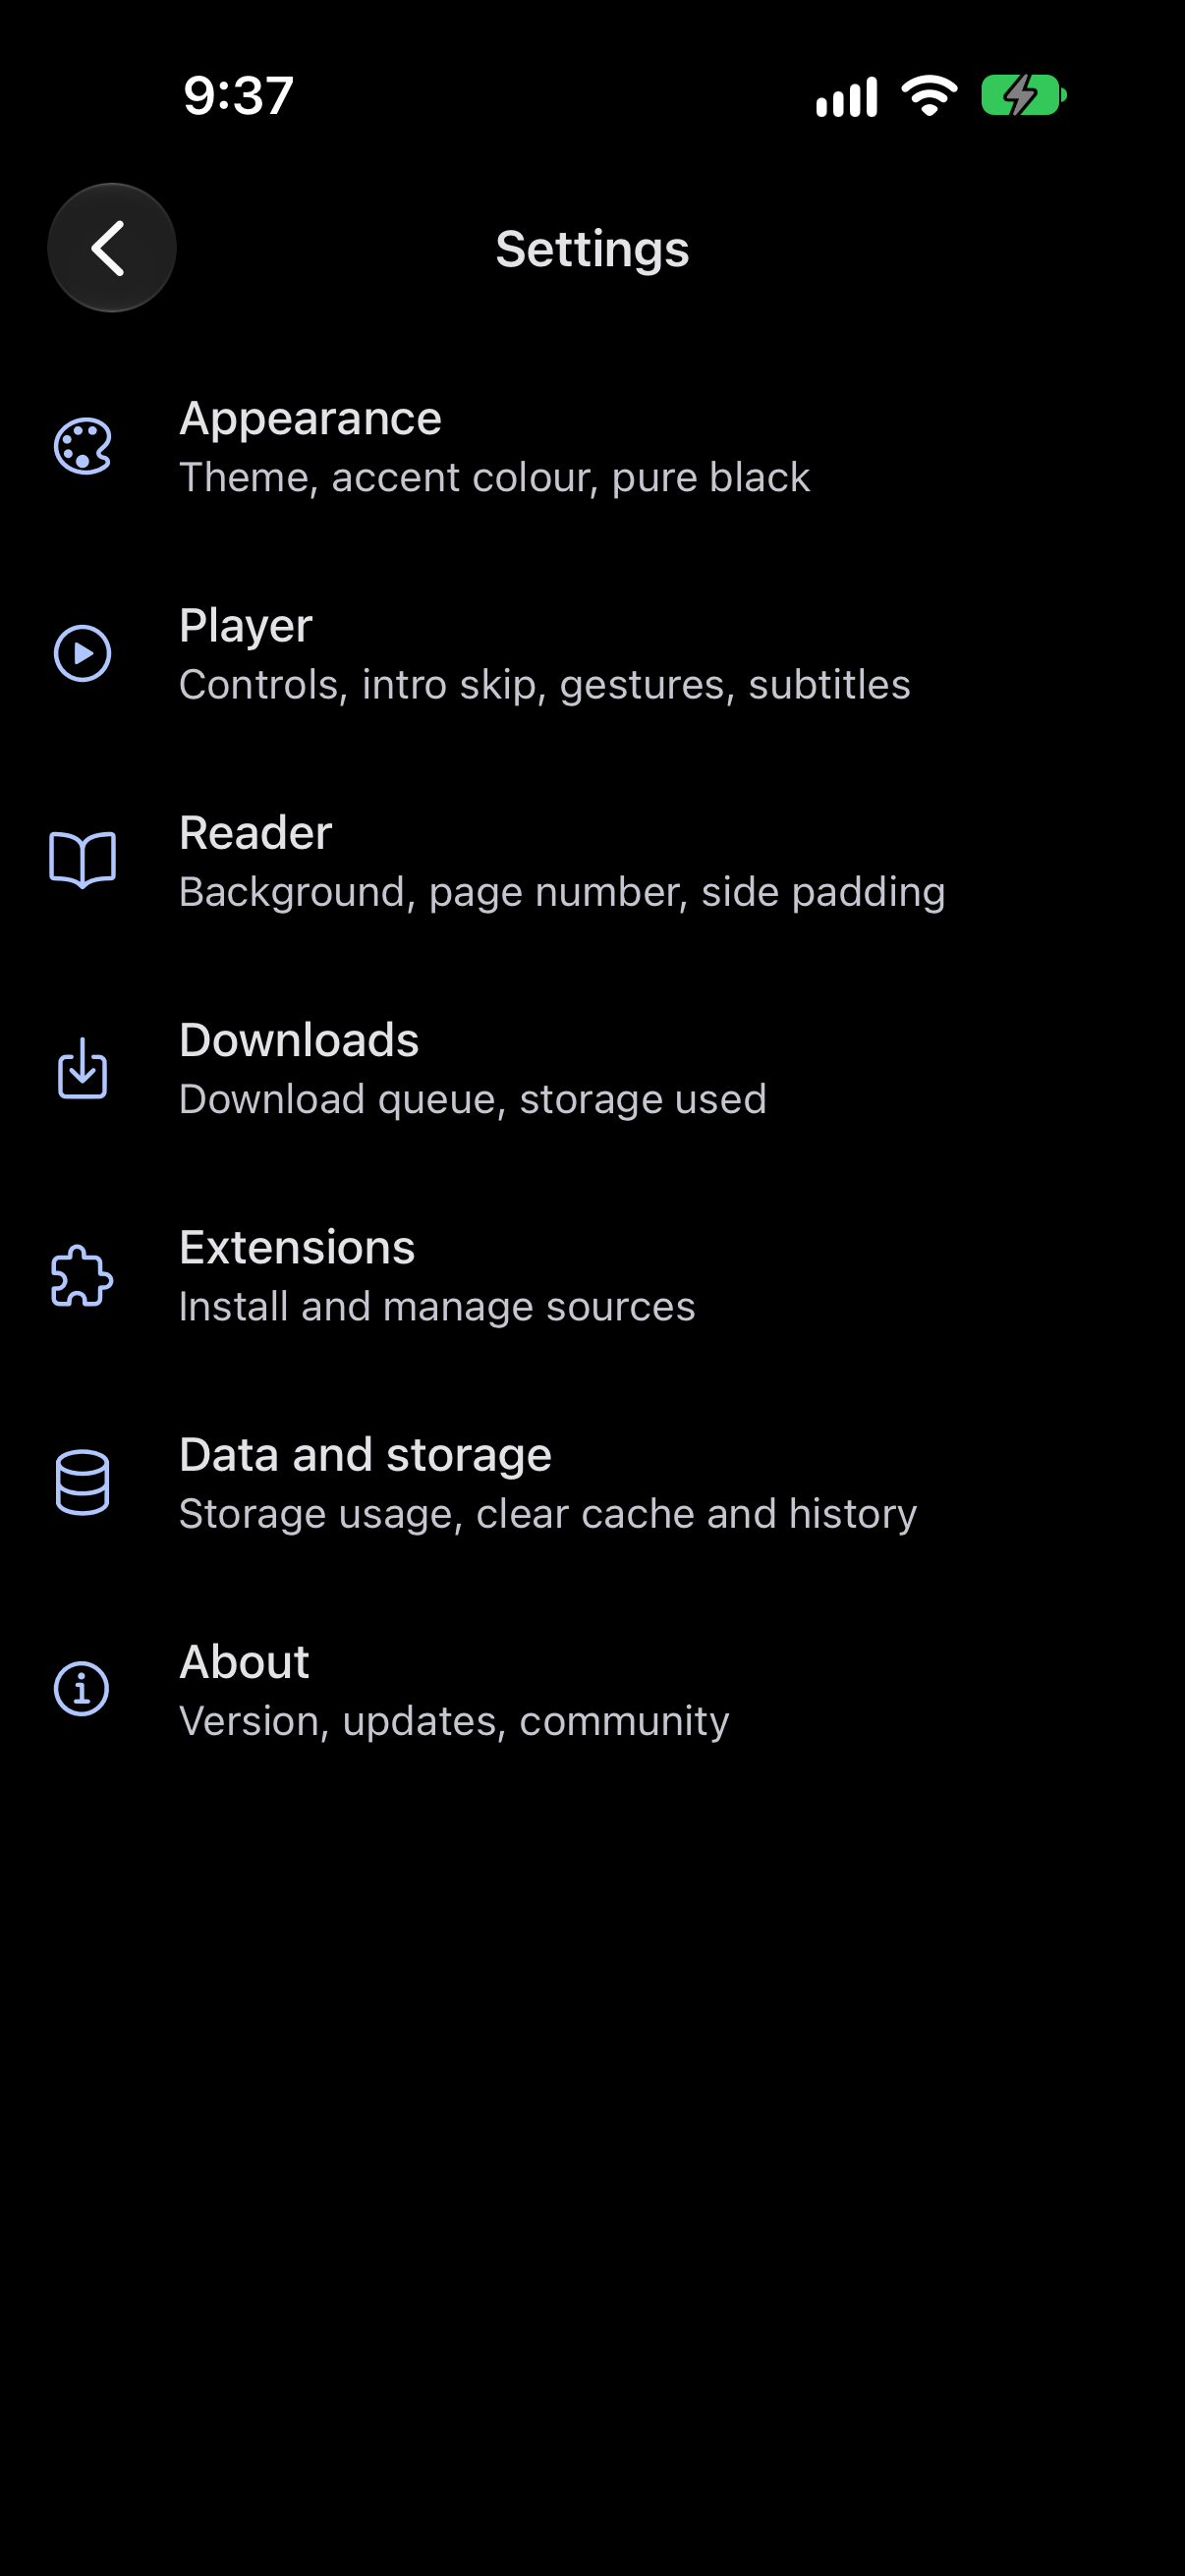 9:37
Settings
Appearance
Theme, accent colour, pure black
Player
Controls, intro skip, gestures, subtitles
Reader
Background, page number, side padding
Downloads
Download queue, storage used
Extensions
Install and manage sources
Data and storage
Storage usage, clear cache and history
About
Version, updates, community